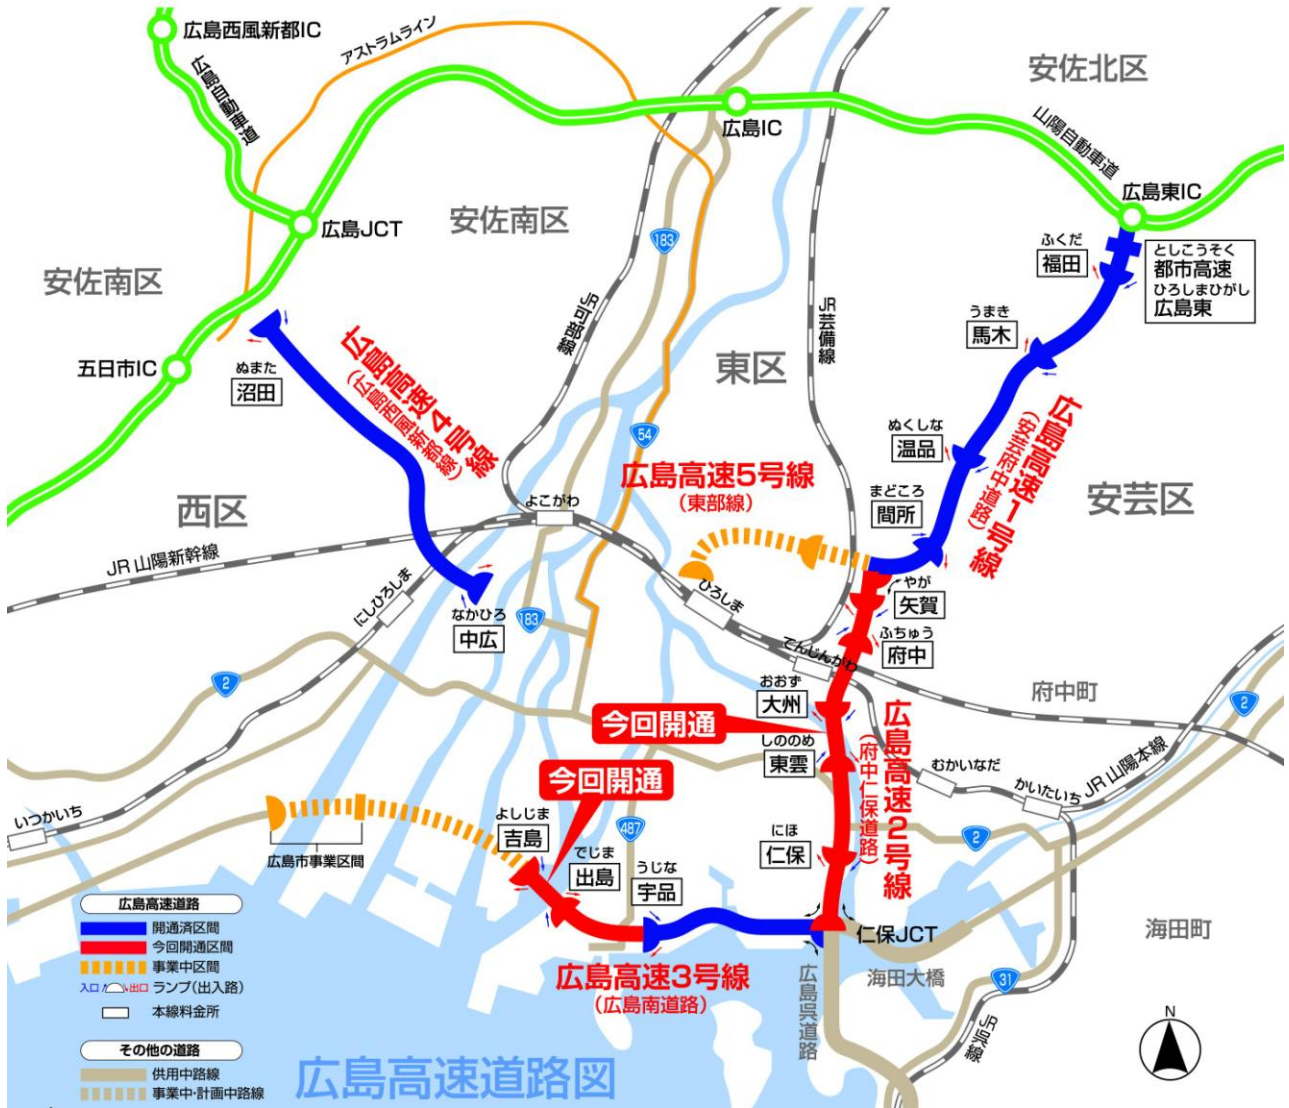 広島西風新都IC
アストラムライン
広島自動車道
安佐北区
広島IC
山陽自動車道
広島東IC
広島JCT
安佐南区
183
ふくだ
福田
としこうそく
都市高速
ひろしまひがし
広島東
安佐南区
可部線
JR芸備線
うまき
馬木
五日市IC
ぬまた
沼田
広島高速4号線
(広島西風新都線)
東区
広島高速1号線
(安芸府中道路)
ぬくしな
温品
54
広島高速5号線
(東部線)
まどころ
間所
安芸区
西区
よこがわ
JR山陽新幹線
にしひろしま
ひろしま
やが
矢賀
なかひろ
中広
183
ふちゅう
府中
てんじんがわ
2
おおず
大州
府中町
2
今回開通
しののめ
東雲
広島高速2号線
(府中仁保道路)
むかいなだ
JR山陽本線
かいたいち
今回開通
いつかいち
よしじま
吉島
487
にほ
仁保
2
広島市事業区間
でじま
出島
うじな
宇品
広島高速道路
開通済区間
今回開通区間
事業中区間
入口 出口 ランプ(出入路)
本線料金所
仁保JCT
海田町
広島高速3号線
(広島南道路)
海田大橋
31
広島呉道路
呉線
N
その他の道路
供用中路線
事業中・計画中路線
広島高速道路図